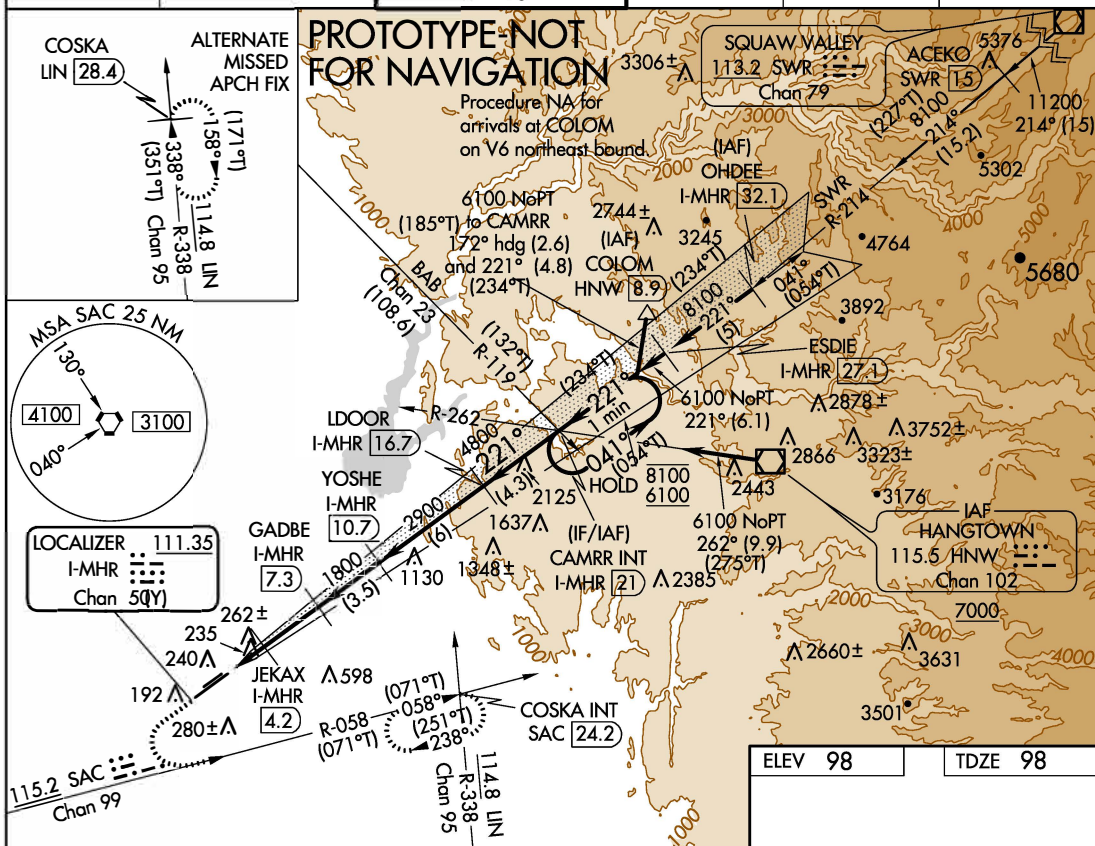 PROTOTYPE-NOT
FOR NAVIGATION
COSKA
LIN 28.4
ALTERNATE
MISSED
APCH FIX
338°
(351°T)
Chan 95
R-338
114.8 LIN
158°
(171°T)
Procedure NA for
arrivals at COLOM
on V6 northeast bound.
3306±
SQUAW VALLEY
113.2 SWR
Chan 79
ACEKO
SWR 15
5376
11200
214° (15)
(227°T)
8100
214°
(15.2)
5302
3000
2000
4000
5000
(IAF)
OHDEE
I-MHR 32.1
SWR
R-214
4764
5680
3892
6100 NoPT
(185°T) to CAMRR
172° hdg (2.6)
and 221° (4.8)
(234°T)
2744±
3245
(IAF)
COLOM
HNW 8.9
(234°T)
8100
221°
(5)
041°
(054°T)
ESDIE
I-MHR 27.1
1000
BAB
Chan 23
(108.6)
(132°T)
R-119
(234°T)
221°
1 min
041°
(054°T)
HOLD
8100
6100
6100 NoPT
221° (6.1)
2878±
3752±
2866
3323±
2443
3176
MSA SAC 25 NM
130°
4100
3100
040°
LDOOR
I-MHR 16.7
R-262
4800
221°
(4.3)
2125
YOSHE
I-MHR
10.7
2900
(6)
1637
1348±
1130
GADBE
I-MHR
7.3
1800
(3.5)
(IF/IAF)
CAMRR INT
I-MHR 21
2385
6100 NoPT
262° (9.9)
(275°T)
IAF
HANGTOWN
115.5 HNW
Chan 102
7000
LOCALIZER 111.35
I-MHR
Chan 50(Y)
262±
235
240
192
280±
JEKAX
I-MHR
4.2
598
1000
2000
3000
4000
2660±
3631
3501
(071°T)
058°
(251°T)
238°
R-058
(071°T)
COSKA INT
SAC 24.2
115.2 SAC
Chan 99
114.8 LIN
R-338
Chan 95
1000
ELEV 98
TDZE 98